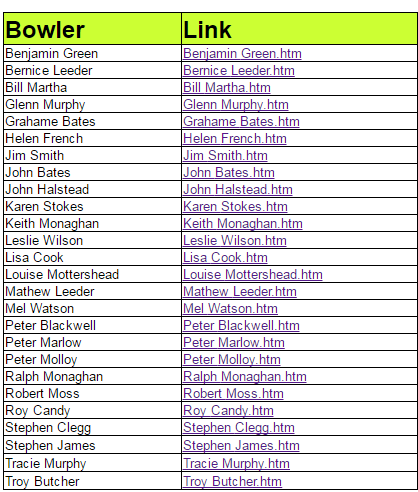 Bowler Link
Benjamin Green Benjamin Green.htm
Bernice Leeder Bernice Leeder.htm
Bill Martha Bill Martha.htm
Glenn Murphy Glenn Murphy.htm
Grahame Bates Grahame Bates.htm
Helen French Helen French.htm
Jim Smith Jim Smith.htm
John Bates John Bates.htm
John Halstead John Halstead.htm
Karen Stokes Karen Stokes.htm
Keith Monaghan Keith Monaghan.htm
Leslie Wilson Leslie Wilson.htm
Lisa Cook Lisa Cook.htm
Louise Mottershead Louise Mottershead.htm
Mathew Leeder Mathew Leeder.htm
Mel Watson Mel Watson.htm
Peter Blackwell Peter Blackwell.htm
Peter Marlow Peter Marlow.htm
Peter Molloy Peter Molloy.htm
Ralph Monaghan Ralph Monaghan.htm
Robert Moss Robert Moss.htm
Roy Candy Roy Candy.htm
Stephen Clegg Stephen Clegg.htm
Stephen James Stephen James.htm
Tracie Murphy Tracie Murphy.htm
Troy Butcher Troy Butcher.htm